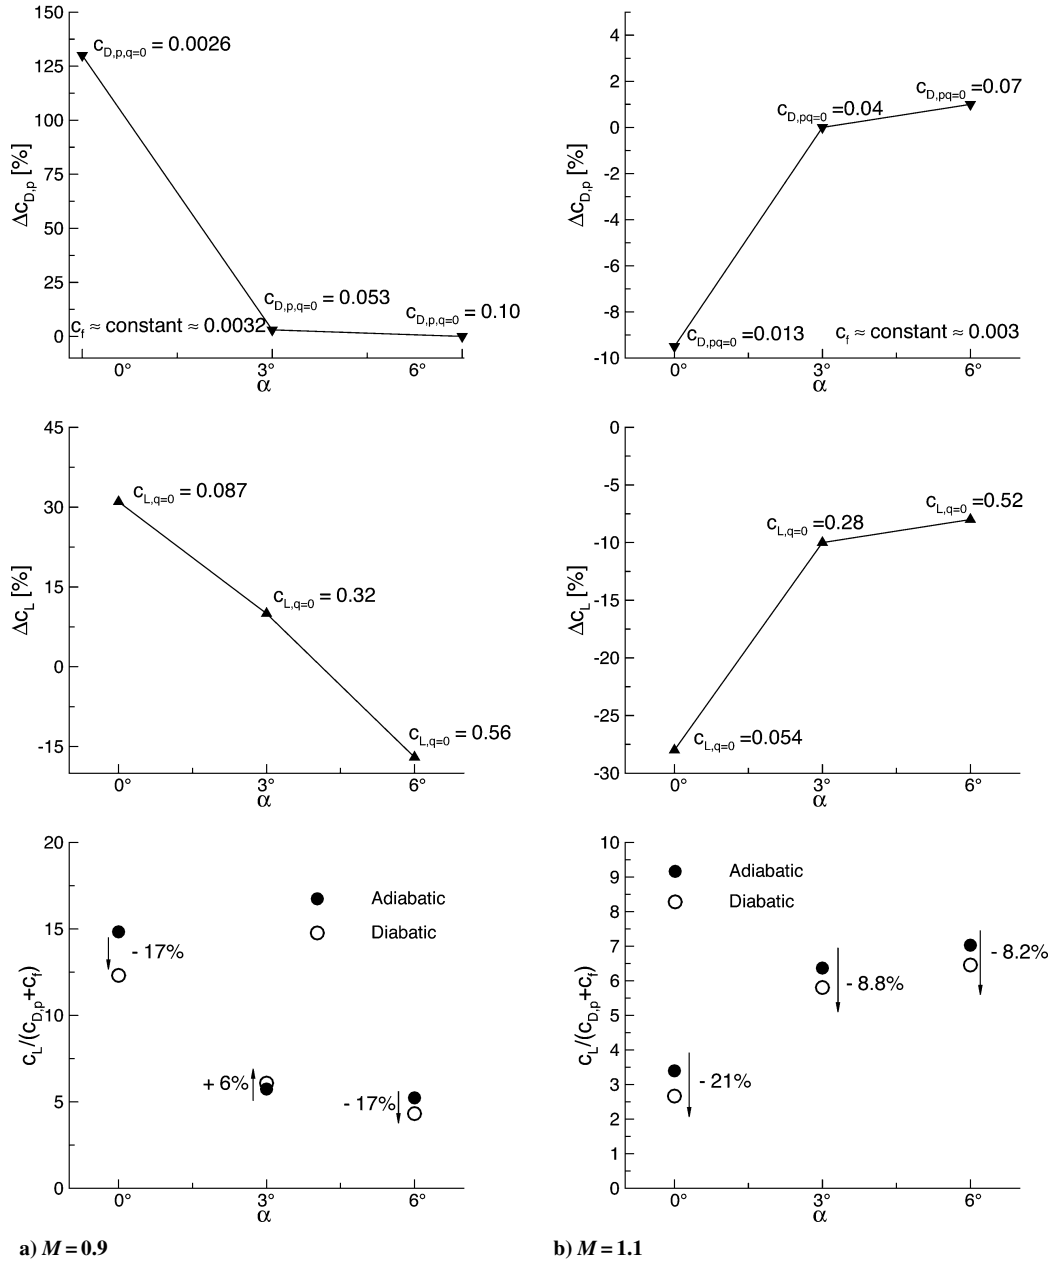 150
125
100
75
50
25
0
Δc_D,p [%]
c_D,p,q=0 = 0.0026
c_D,p,q=0 = 0.053
c_D,p,q=0 = 0.10
c_f ≈ constant ≈ 0.0032
0° 3° 6°
α
4
2
0
-2
-4
-6
-8
-10
Δc_D,p [%]
c_D,pq=0 =0.07
c_D,pq=0 =0.04
c_D,pq=0 =0.013
c_f ≈ constant ≈ 0.003
0° 3° 6°
α
45
30
15
0
-15
Δc_L [%]
c_L,q=0 = 0.087
c_L,q=0 = 0.32
c_L,q=0 = 0.56
0° 3° 6°
α
0
-5
-10
-15
-20
-25
-30
Δc_L [%]
c_L,q=0 =0.52
c_L,q=0 =0.28
c_L,q=0 =0.054
0° 3° 6°
α
20
15
10
5
0
c_L/(c_D,p+c_f)
Adiabatic
Diabatic
- 17%
+ 6%
- 17%
0° 3° 6°
α
10
9
8
7
6
5
4
3
2
1
0
c_L/(c_D,p+c_f)
Adiabatic
Diabatic
- 8.2%
- 8.8%
- 21%
0° 3° 6°
α
a) M = 0.9
b) M = 1.1